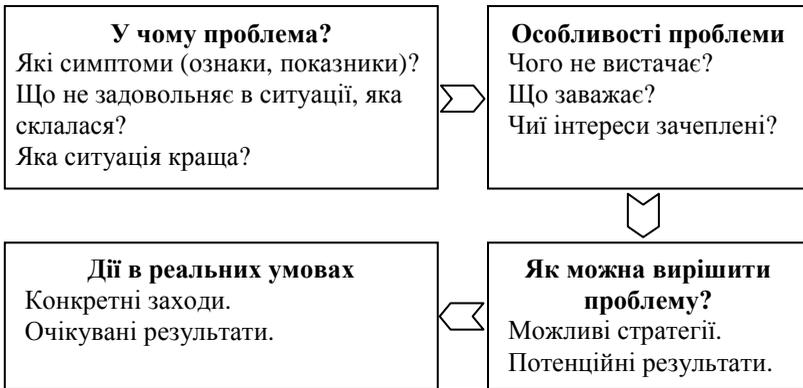 У чому проблема?
Які симптоми (ознаки, показники)?
Що не задовольняє в ситуації, яка
склалася?
Яка ситуація краща?
Особливості проблеми
Чого не вистачає?
Що заважає?
Чиї інтереси зачеплені?
Як можна вирішити
проблему?
Можливі стратегії.
Потенційні результати.
Дії в реальних умовах
Конкретні заходи.
Очікувані результати.